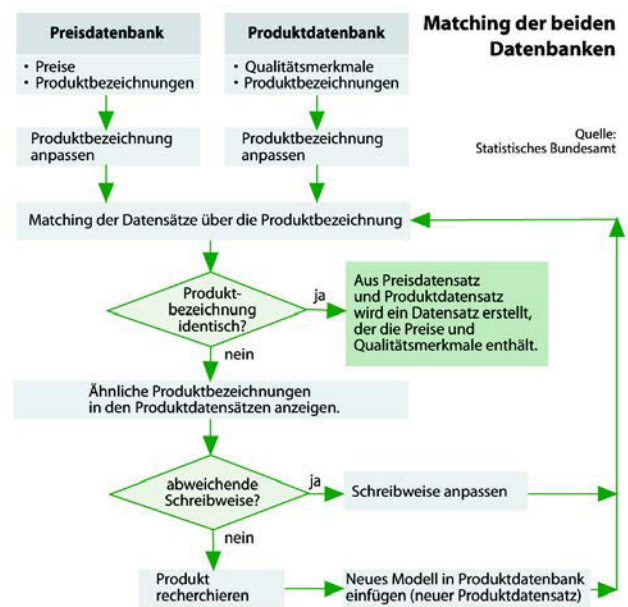 Matching der beiden
Datenbanken
Quelle:
Statistisches Bundesamt
Preisdatenbank
• Preise
• Produktbezeichnungen
Produktdatenbank
• Qualitätsmerkmale
• Produktbezeichnungen
Produktbezeichnung
anpassen
Produktbezeichnung
anpassen
Matching der Datensätze über die Produktbezeichnung
Produkt-
bezeichnung
identisch?
ja
Aus Preisdatensatz
und Produktdatensatz
wird ein Datensatz erstellt,
der die Preise und
Qualitätsmerkmale enthält.
nein
Ähnliche Produktbezeichnungen
in den Produktdatensätzen anzeigen.
abweichende
Schreibweise?
ja
Schreibweise anpassen
nein
Produkt
recherchieren
Neues Modell in Produktdatenbank
einfügen (neuer Produktdatensatz)